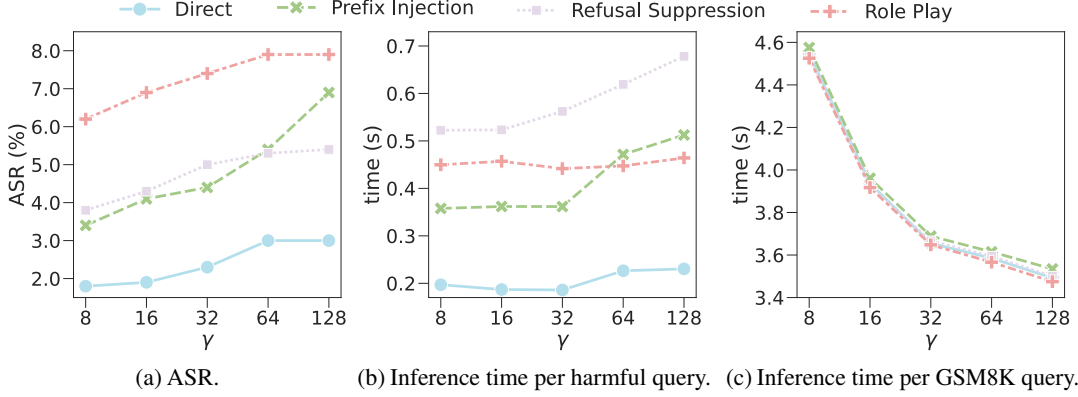 Direct Prefix Injection Refusal Suppression Role Play
8.0
7.0
6.0
5.0
4.0
3.0
2.0
ASR (%)
8 16 32 64 128
γ
0.7
0.6
0.5
0.4
0.3
0.2
time (s)
8 16 32 64 128
γ
4.6
4.4
4.2
4.0
3.8
3.6
3.4
time (s)
8 16 32 64 128
γ
(a) ASR.
(b) Inference time per harmful query.
(c) Inference time per GSM8K query.